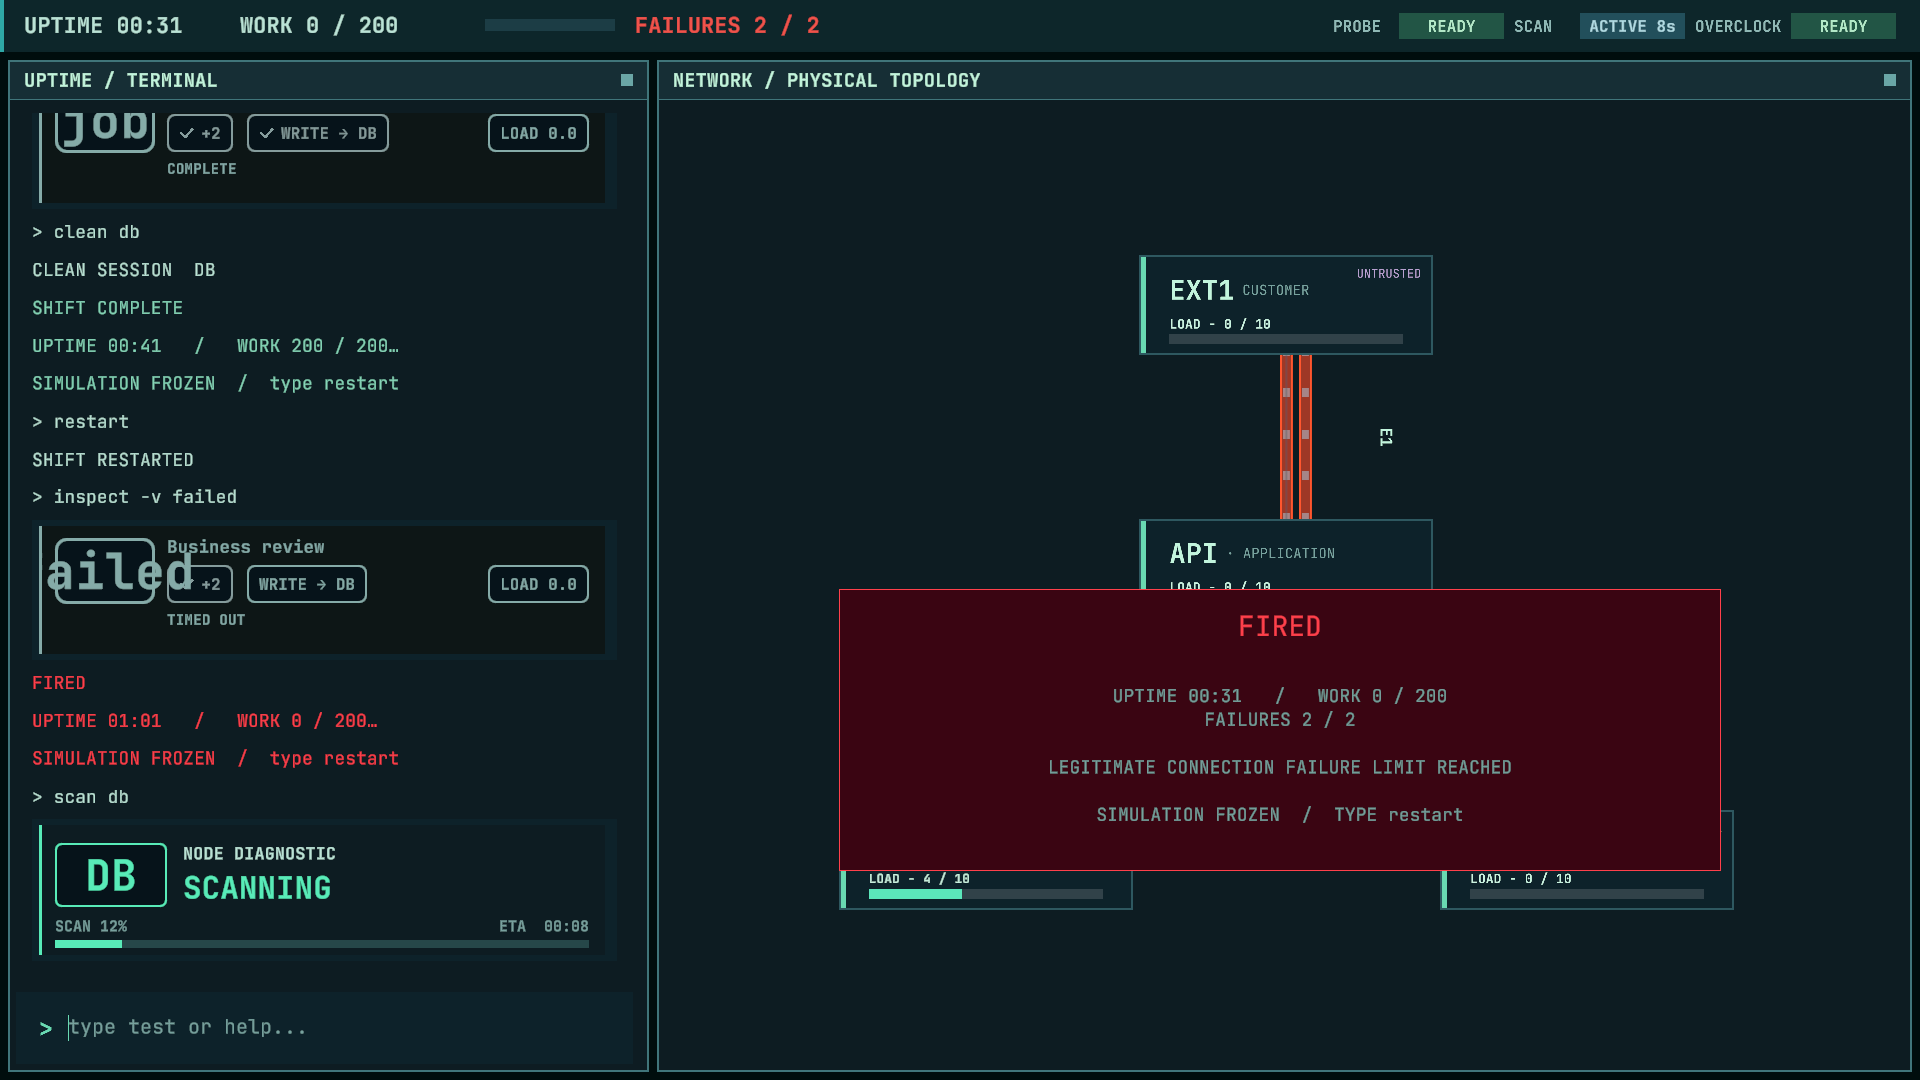 UPTIME 00:31 WORK 0 / 200 FAILURES 2 / 2 PROBE READY SCAN ACTIVE 8s OVERCLOCK READY
UPTIME / TERMINAL
job ✓ +2 ✓ WRITE → DB LOAD 0.0
COMPLETE
> clean db
CLEAN SESSION DB
SHIFT COMPLETE
UPTIME 00:41 / WORK 200 / 200…
SIMULATION FROZEN / type restart
> restart
SHIFT RESTARTED
> inspect -v failed
Business review
ailed ✓ +2 WRITE → DB LOAD 0.0
TIMED OUT
FIRED
UPTIME 01:01 / WORK 0 / 200…
SIMULATION FROZEN / type restart
> scan db
DB NODE DIAGNOSTIC
SCANNING
SCAN 12% ETA 00:08
> type test or help...
NETWORK / PHYSICAL TOPOLOGY
UNTRUSTED
EXT1 CUSTOMER
LOAD - 0 / 10
E1
API · APPLICATION
LOAD - 0 / 10
FIRED
UPTIME 00:31 / WORK 0 / 200
FAILURES 2 / 2
LEGITIMATE CONNECTION FAILURE LIMIT REACHED
SIMULATION FROZEN / TYPE restart
LOAD - 4 / 10
LOAD - 0 / 10